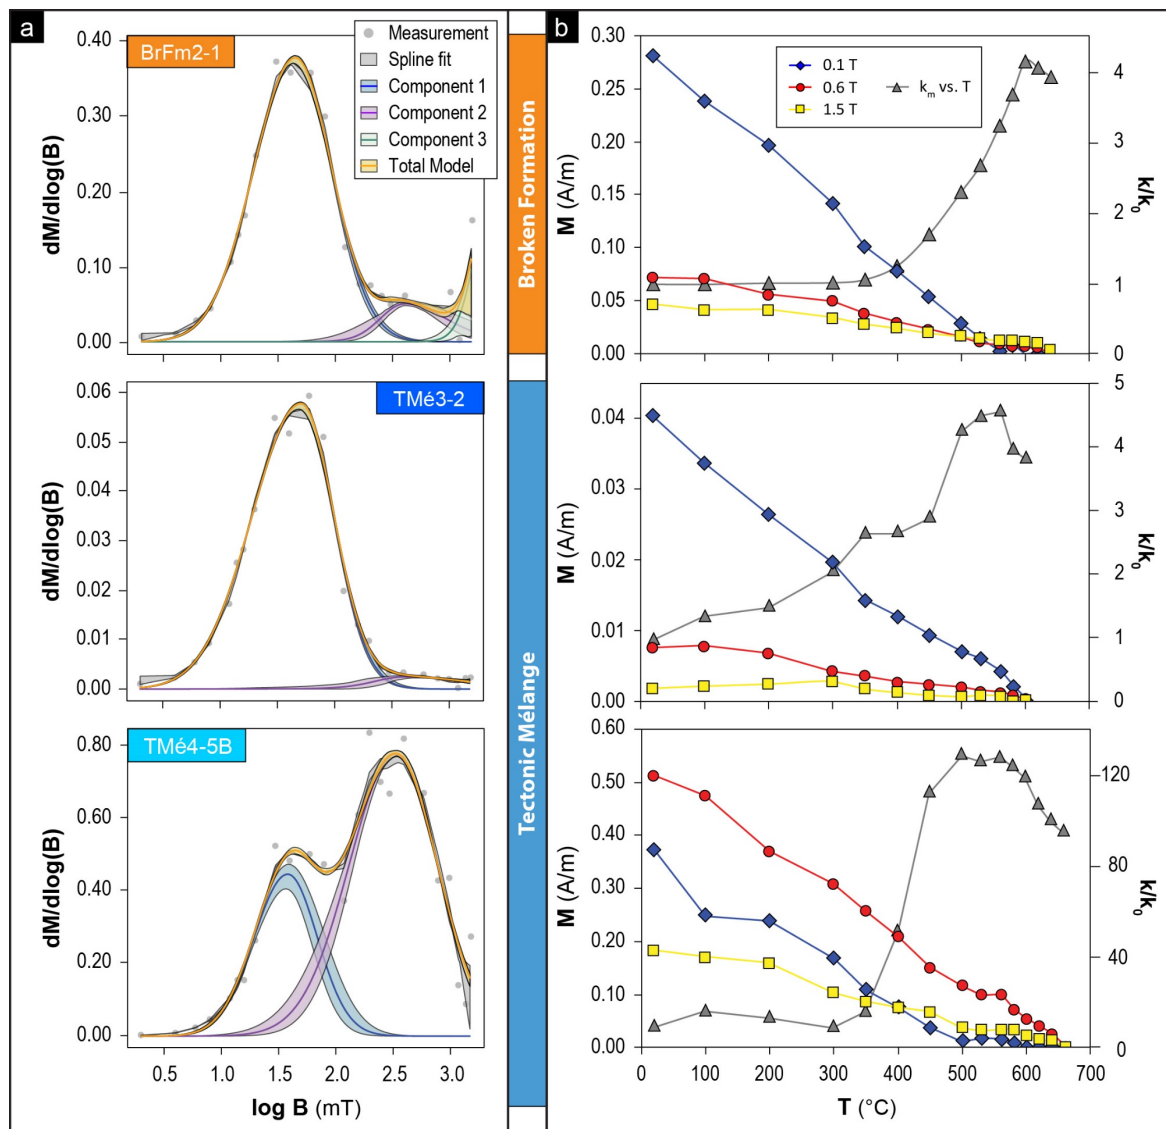 a
BrFm2-1
Measurement
Spline fit
Component 1
Component 2
Component 3
Total Model
0.40
0.30
0.20
0.10
0.00
dM/dlog(B)
TMé3-2
0.06
0.05
0.04
0.03
0.02
0.01
0.00
dM/dlog(B)
TMé4-5B
0.80
0.60
0.40
0.20
0.00
dM/dlog(B)
0.5 1.0 1.5 2.0 2.5 3.0
log B (mT)
Broken Formation
Tectonic Mélange
b
0.1 T
0.6 T
1.5 T
km vs. T
0.30
0.25
0.20
0.15
0.10
0.05
0.00
M (A/m)
4
3
2
1
0
k/k0
0.04
0.03
0.02
0.01
0.00
M (A/m)
5
4
3
2
1
0
k/k0
0.60
0.50
0.40
0.30
0.20
0.10
0.00
M (A/m)
120
80
40
0
k/k0
0 100 200 300 400 500 600 700
T (°C)